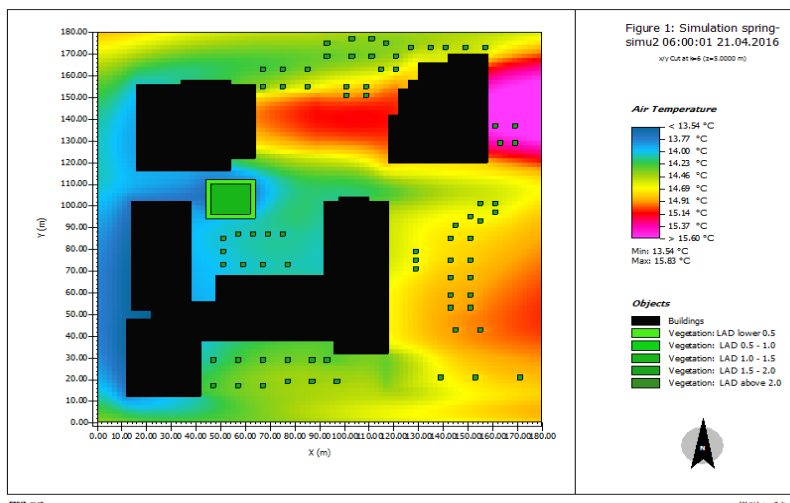 Figure 1: Simulation spring-
simu2 06:00:01 21.04.2016
x/y Cut at k=6 (z=5.0000 m)
Air Temperature
< 13.54 °C
13.77 °C
14.00 °C
14.23 °C
14.46 °C
14.69 °C
14.91 °C
15.14 °C
15.37 °C
> 15.60 °C
Min: 13.54 °C
Max: 15.83 °C
Objects
Buildings
Vegetation: LAD lower 0.5
Vegetation: LAD 0.5 - 1.0
Vegetation: LAD 1.0 - 1.5
Vegetation: LAD 1.5 - 2.0
Vegetation: LAD above 2.0
N
180.00
170.00
160.00
150.00
140.00
130.00
120.00
110.00
100.00
90.00
80.00
70.00
60.00
50.00
40.00
30.00
20.00
10.00
0.00
Y (m)
0.00 10.00 20.00 30.00 40.00 50.00 60.00 70.00 80.00 90.00 100.00 110.00 120.00 130.00 140.00 150.00 160.00 170.00 180.00
X (m)